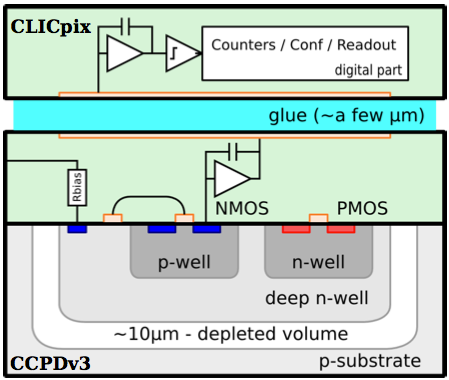 CLICpix
Counters / Conf / Readout
digital part
glue (~a few μm)
Rbias
NMOS
PMOS
p-well
n-well
deep n-well
~10μm - depleted volume
CCPDv3
p-substrate